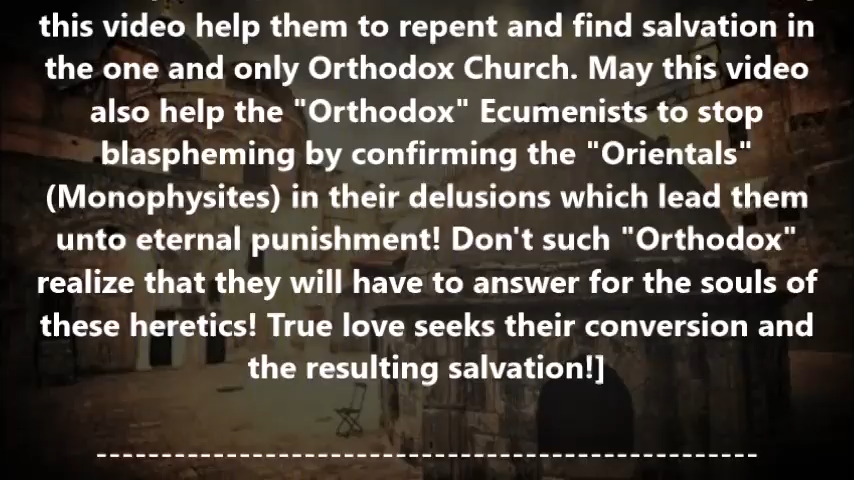 this video help them to repent and find salvation in
the one and only Orthodox Church. May this video
also help the "Orthodox" Ecumenists to stop
blaspheming by confirming the "Orientals"
(Monophysites) in their delusions which lead them
unto eternal punishment! Don't such "Orthodox"
realize that they will have to answer for the souls of
these heretics! True love seeks their conversion and
the resulting salvation!]
---------------------------------------------------